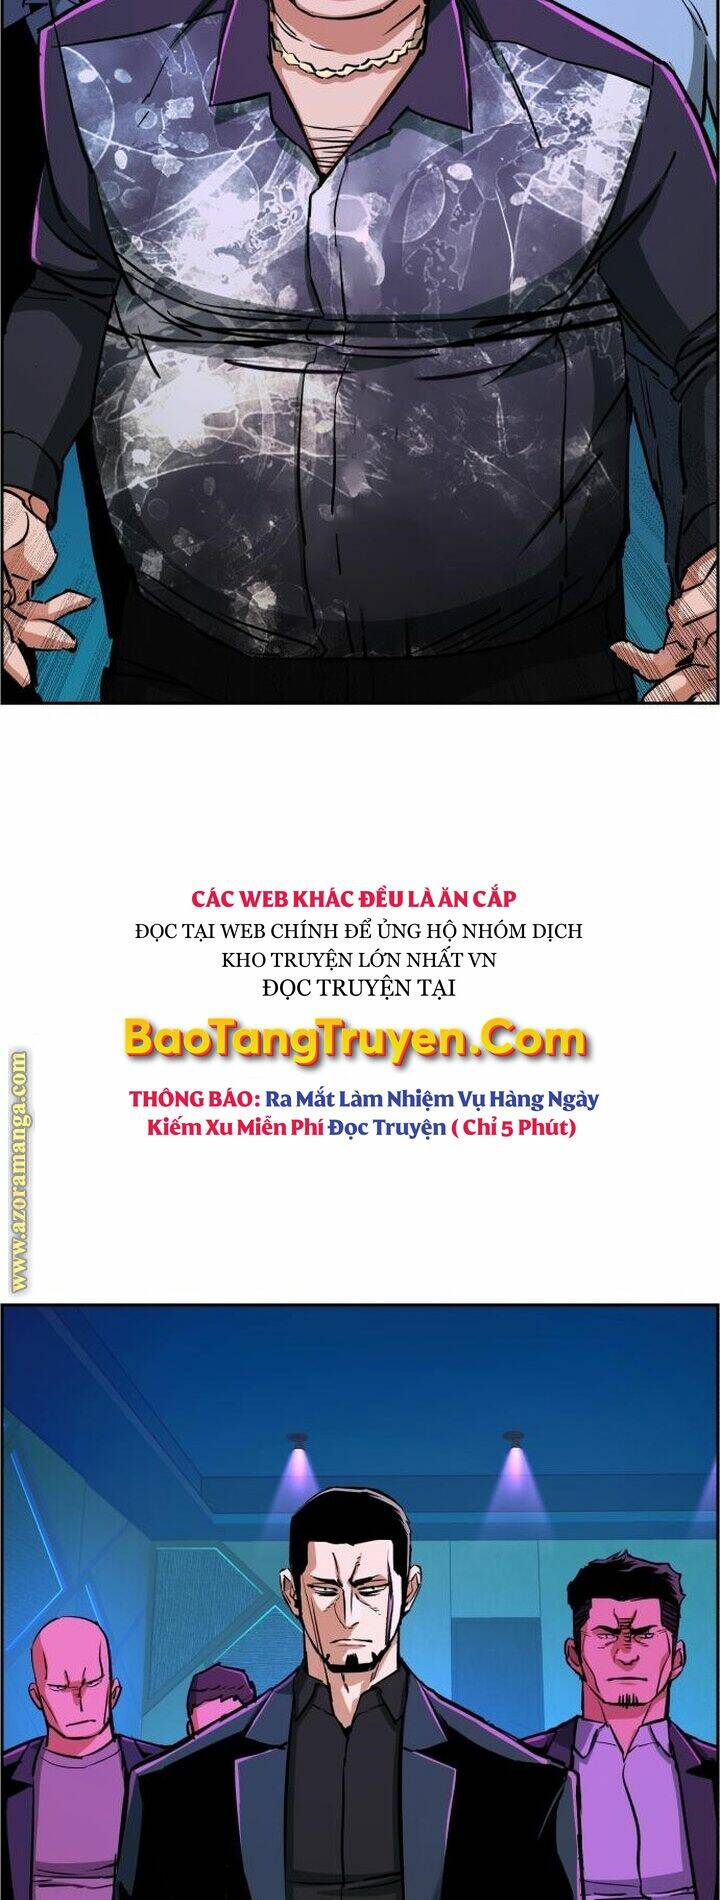 CÁC WEB KHÁC ĐỀU LÀ ĂN CẮP
ĐỌC TẠI WEB CHÍNH ĐỂ ỦNG HỘ NHÓM DỊCH
KHO TRUYỆN LỚN NHẤT VN
ĐỌC TRUYỆN TẠI
BaoTangTruyen.Com
THÔNG BÁO: Ra Mắt Làm Nhiệm Vụ Hàng Ngày
Kiếm Xu Miễn Phí Đọc Truyện ( Chỉ 5 Phút)
www.azoramanga.com